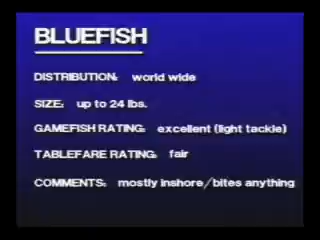 BLUEFISH
DISTRIBUTION: world wide
SIZE: up to 24 lbs.
GAMEFISH RATING: excellent (light tackle)
TABLEFARE RATING: fair
COMMENTS: mostly inshore/bites anything